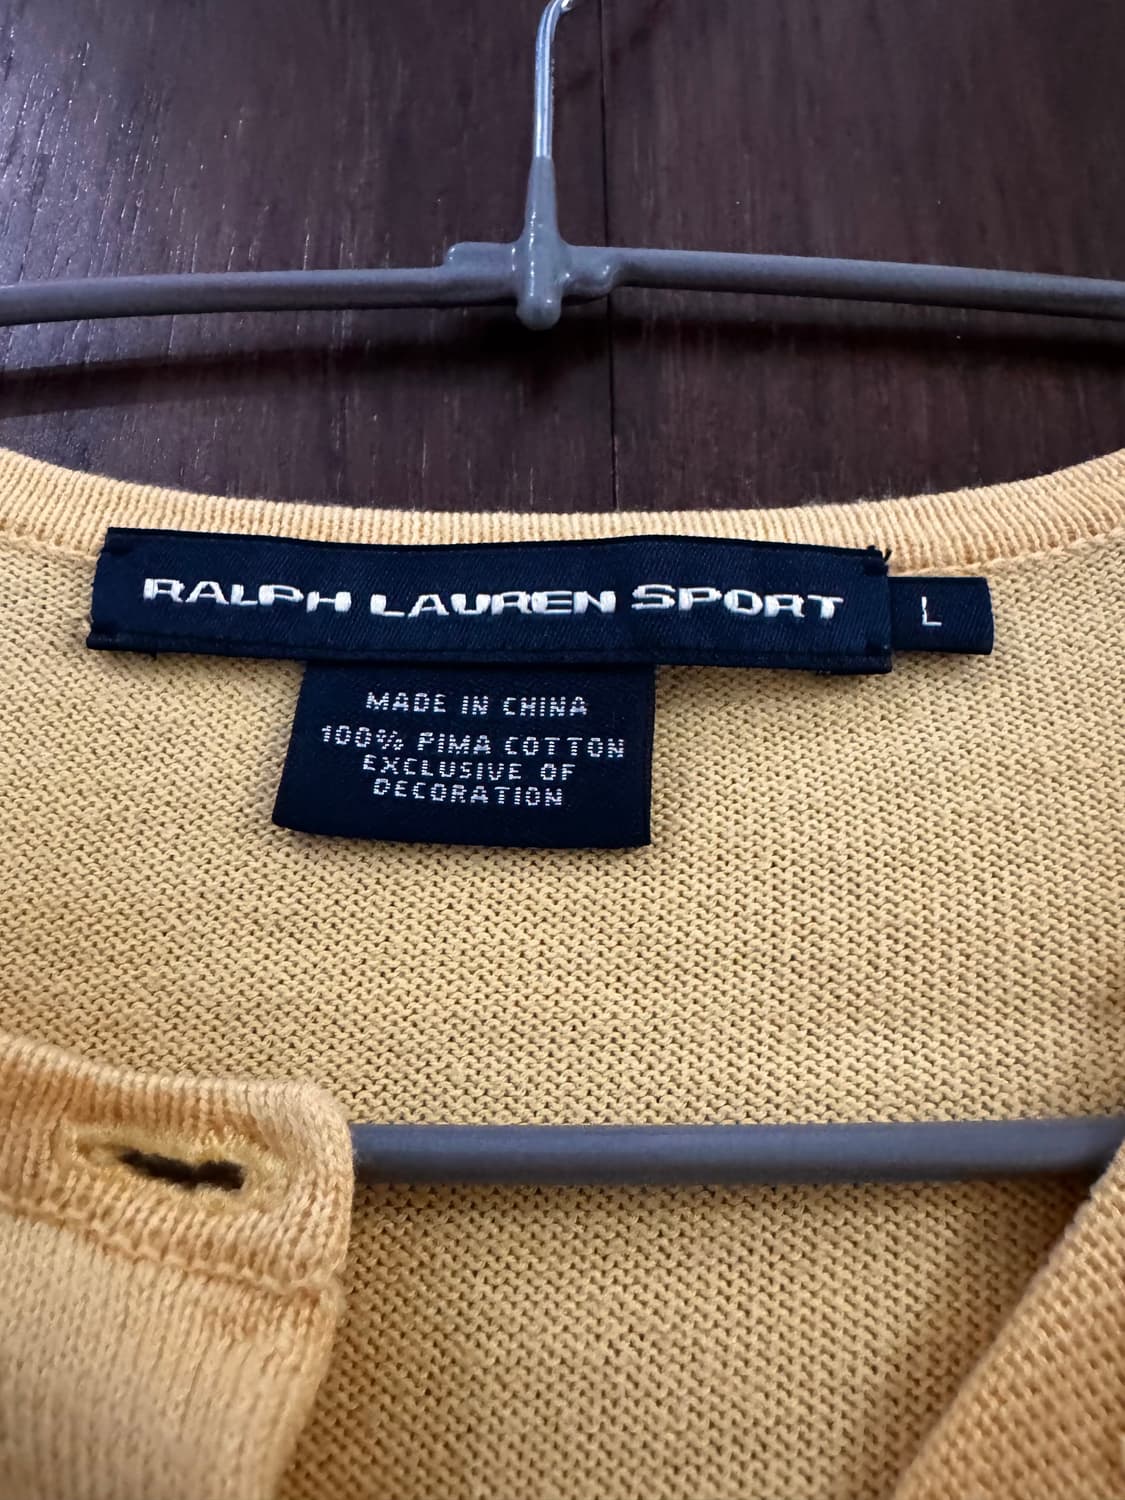 RALPH LAUREN SPORT
L
MADE IN CHINA
100% PIMA COTTON
EXCLUSIVE OF
DECORATION